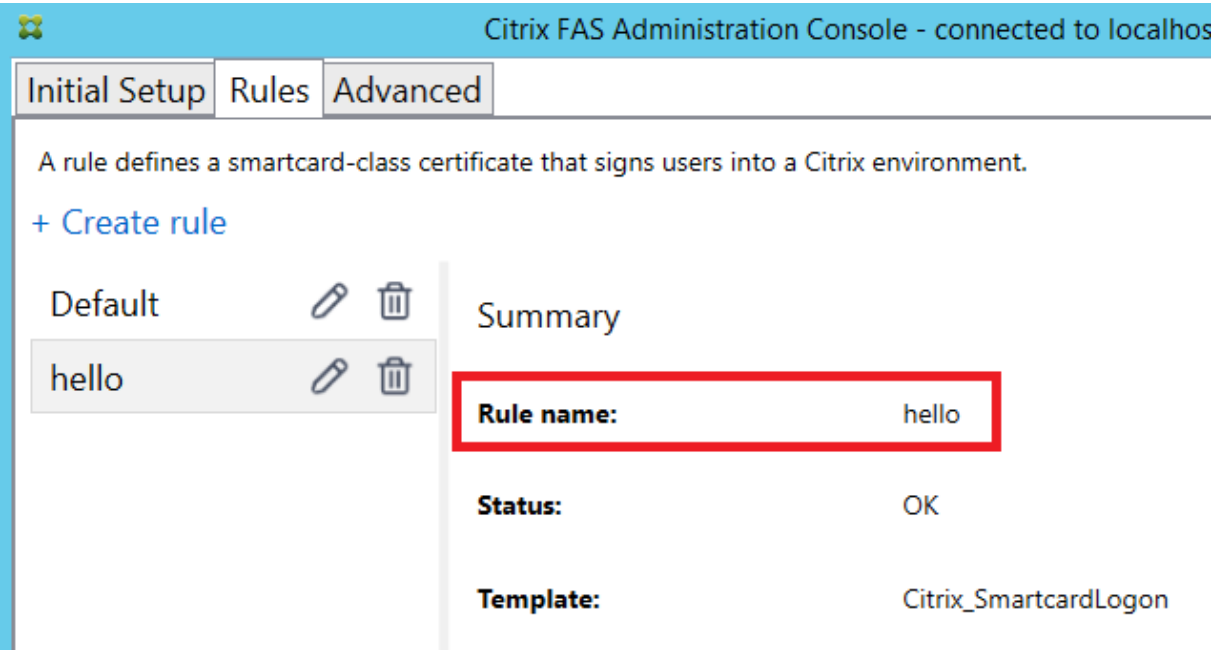 Citrix FAS Administration Console - connected to localhos
Initial Setup Rules Advanced
A rule defines a smartcard-class certificate that signs users into a Citrix environment.
+ Create rule
Default
hello
Summary
Rule name: hello
Status: OK
Template: Citrix_SmartcardLogon